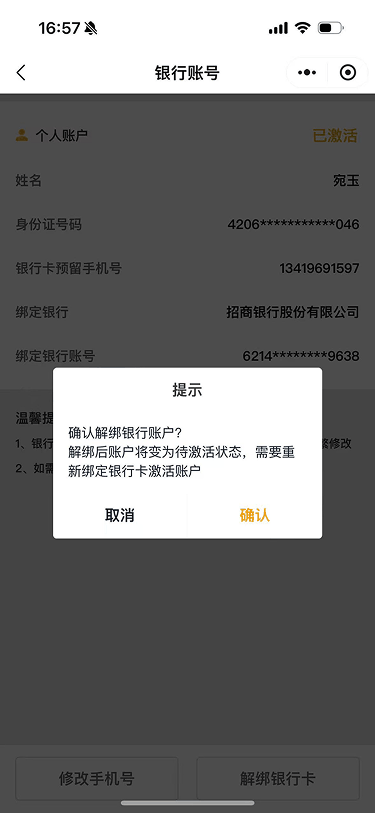 16:57
银行账号
个人账户
已激活
姓名
宛玉
身份证号码
4206***********046
银行卡预留手机号
13419691597
绑定银行
招商银行股份有限公司
绑定银行账号
6214********9638
温馨提
1、银行
繁修改
2、如需
提示
确认解绑银行账户?
解绑后账户将变为待激活状态，需要重
新绑定银行卡激活账户
取消
确认
修改手机号
解绑银行卡